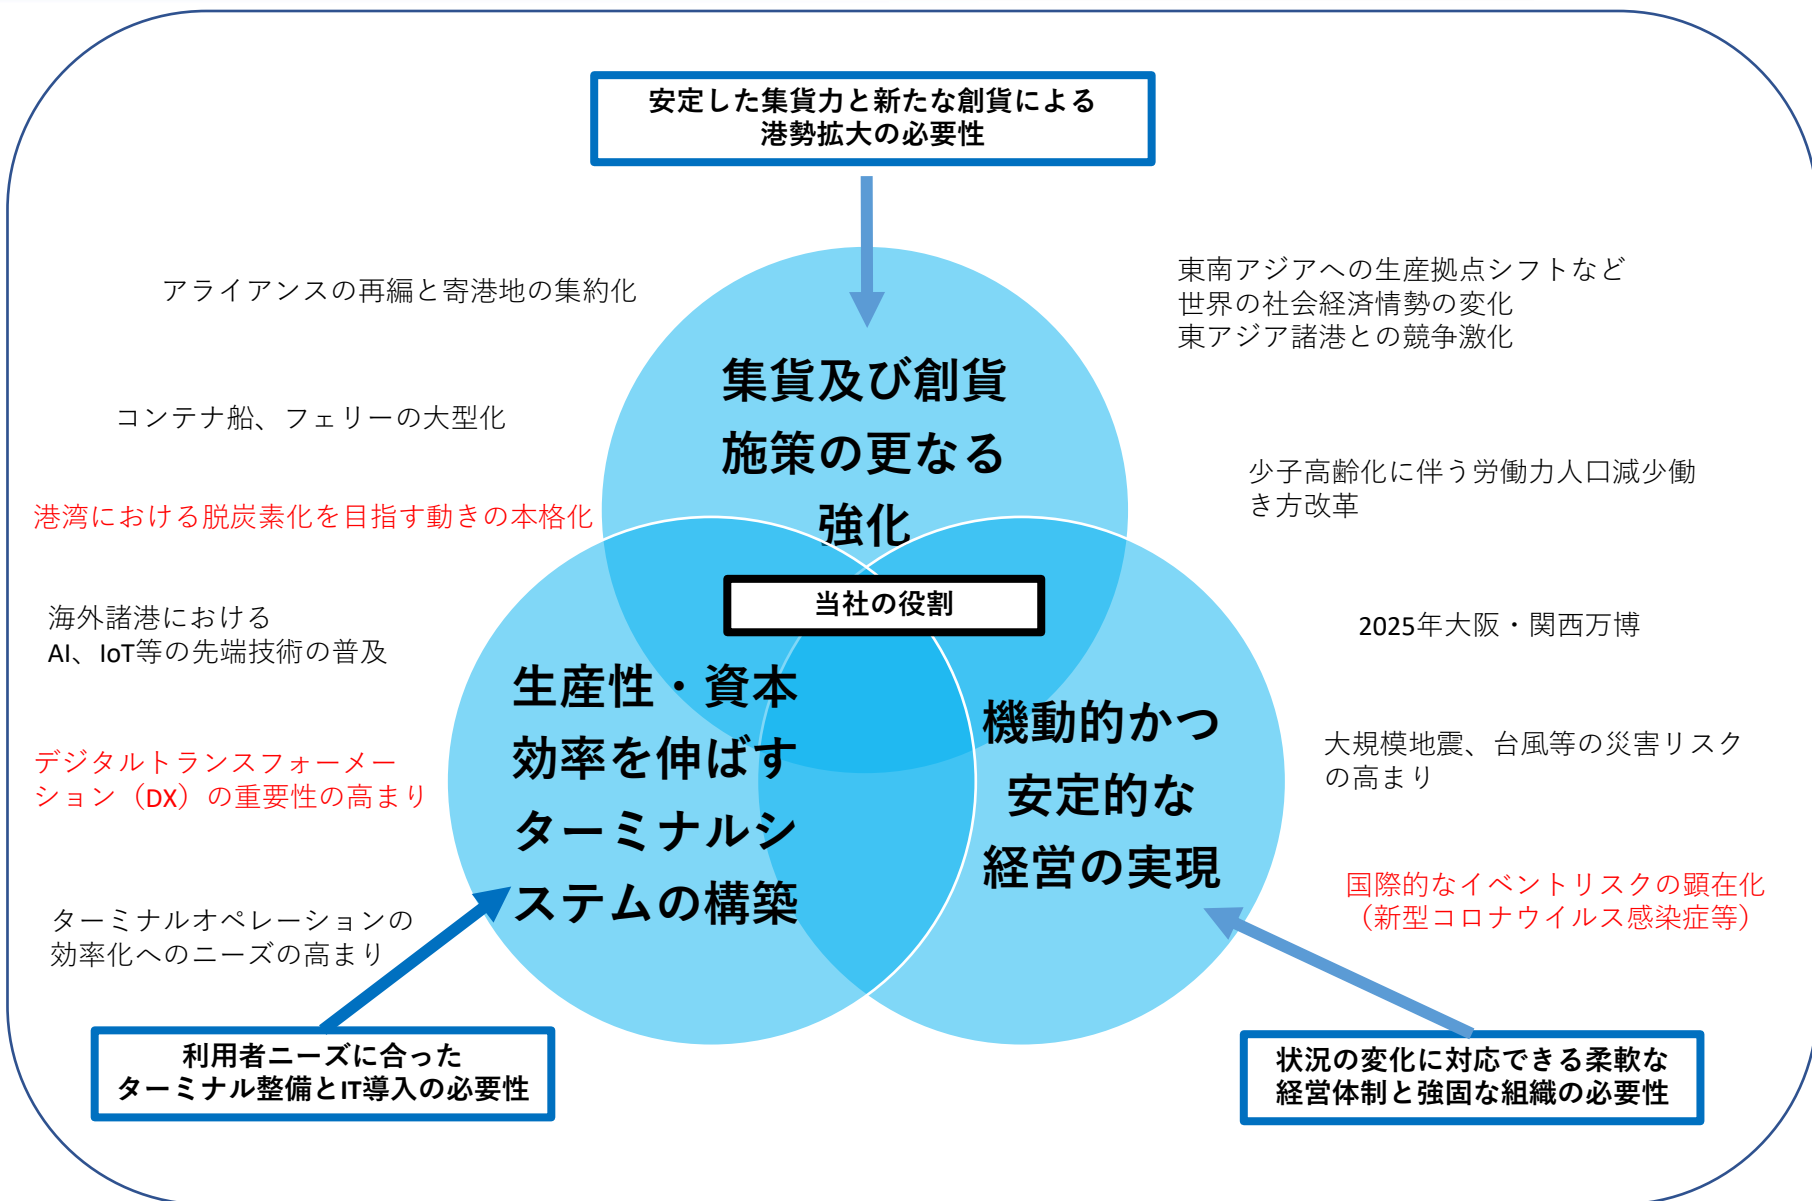 安定した集貨力と新たな創貨による
港勢拡大の必要性
アライアンスの再編と寄港地の集約化
東南アジアへの生産拠点シフトなど
世界の社会経済情勢の変化
東アジア諸港との競争激化
コンテナ船、フェリーの大型化
集貨及び創貨
施策の更なる
強化
少子高齢化に伴う労働力人口減少働
き方改革
港湾における脱炭素化を目指す動きの本格化
当社の役割
海外諸港における
AI、IoT等の先端技術の普及
2025年大阪・関西万博
生産性・資本
効率を伸ばす
ターミナルシ
ステムの構築
機動的かつ
安定的な
経営の実現
大規模地震、台風等の災害リスク
の高まり
デジタルトランスフォーメー
ション（DX）の重要性の高まり
国際的なイベントリスクの顕在化
（新型コロナウイルス感染症等）
ターミナルオペレーションの
効率化へのニーズの高まり
利用者ニーズに合った
ターミナル整備とIT導入の必要性
状況の変化に対応できる柔軟な
経営体制と強固な組織の必要性